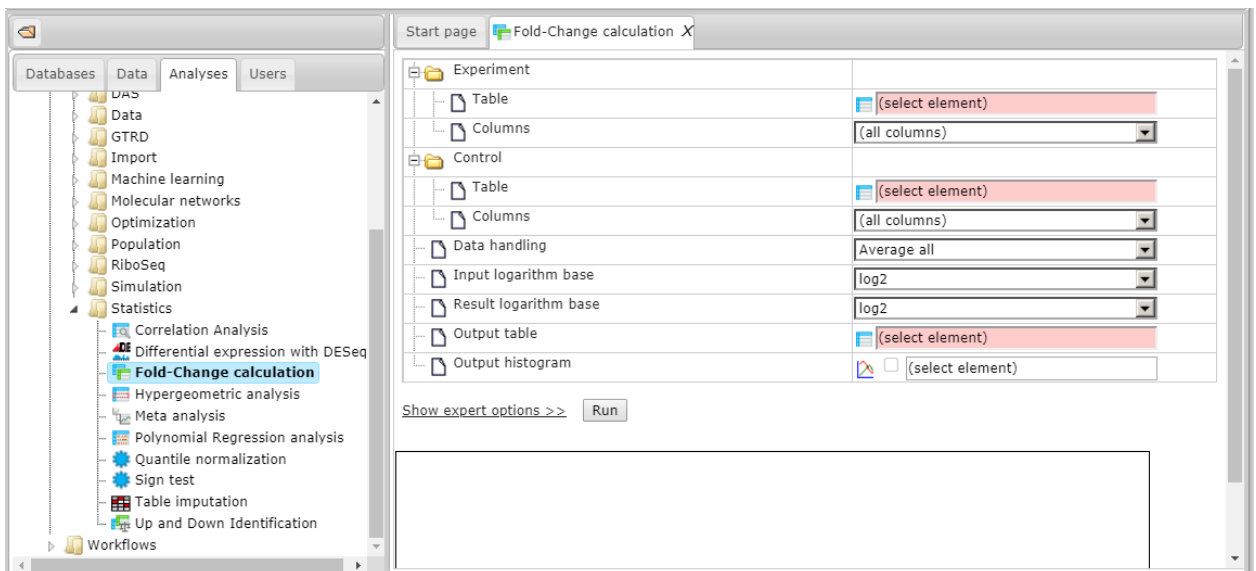 Databases Data Analyses Users
DAS
Data
GTRD
Import
Machine learning
Molecular networks
Optimization
Population
RiboSeq
Simulation
Statistics
Correlation Analysis
Differential expression with DESeq
Fold-Change calculation
Hypergeometric analysis
Meta analysis
Polynomial Regression analysis
Quantile normalization
Sign test
Table imputation
Up and Down Identification
Workflows
Start page Fold-Change calculation X
Experiment
Table (select element)
Columns (all columns)
Control
Table (select element)
Columns (all columns)
Data handling Average all
Input logarithm base log2
Result logarithm base log2
Output table (select element)
Output histogram (select element)
Show expert options >> Run